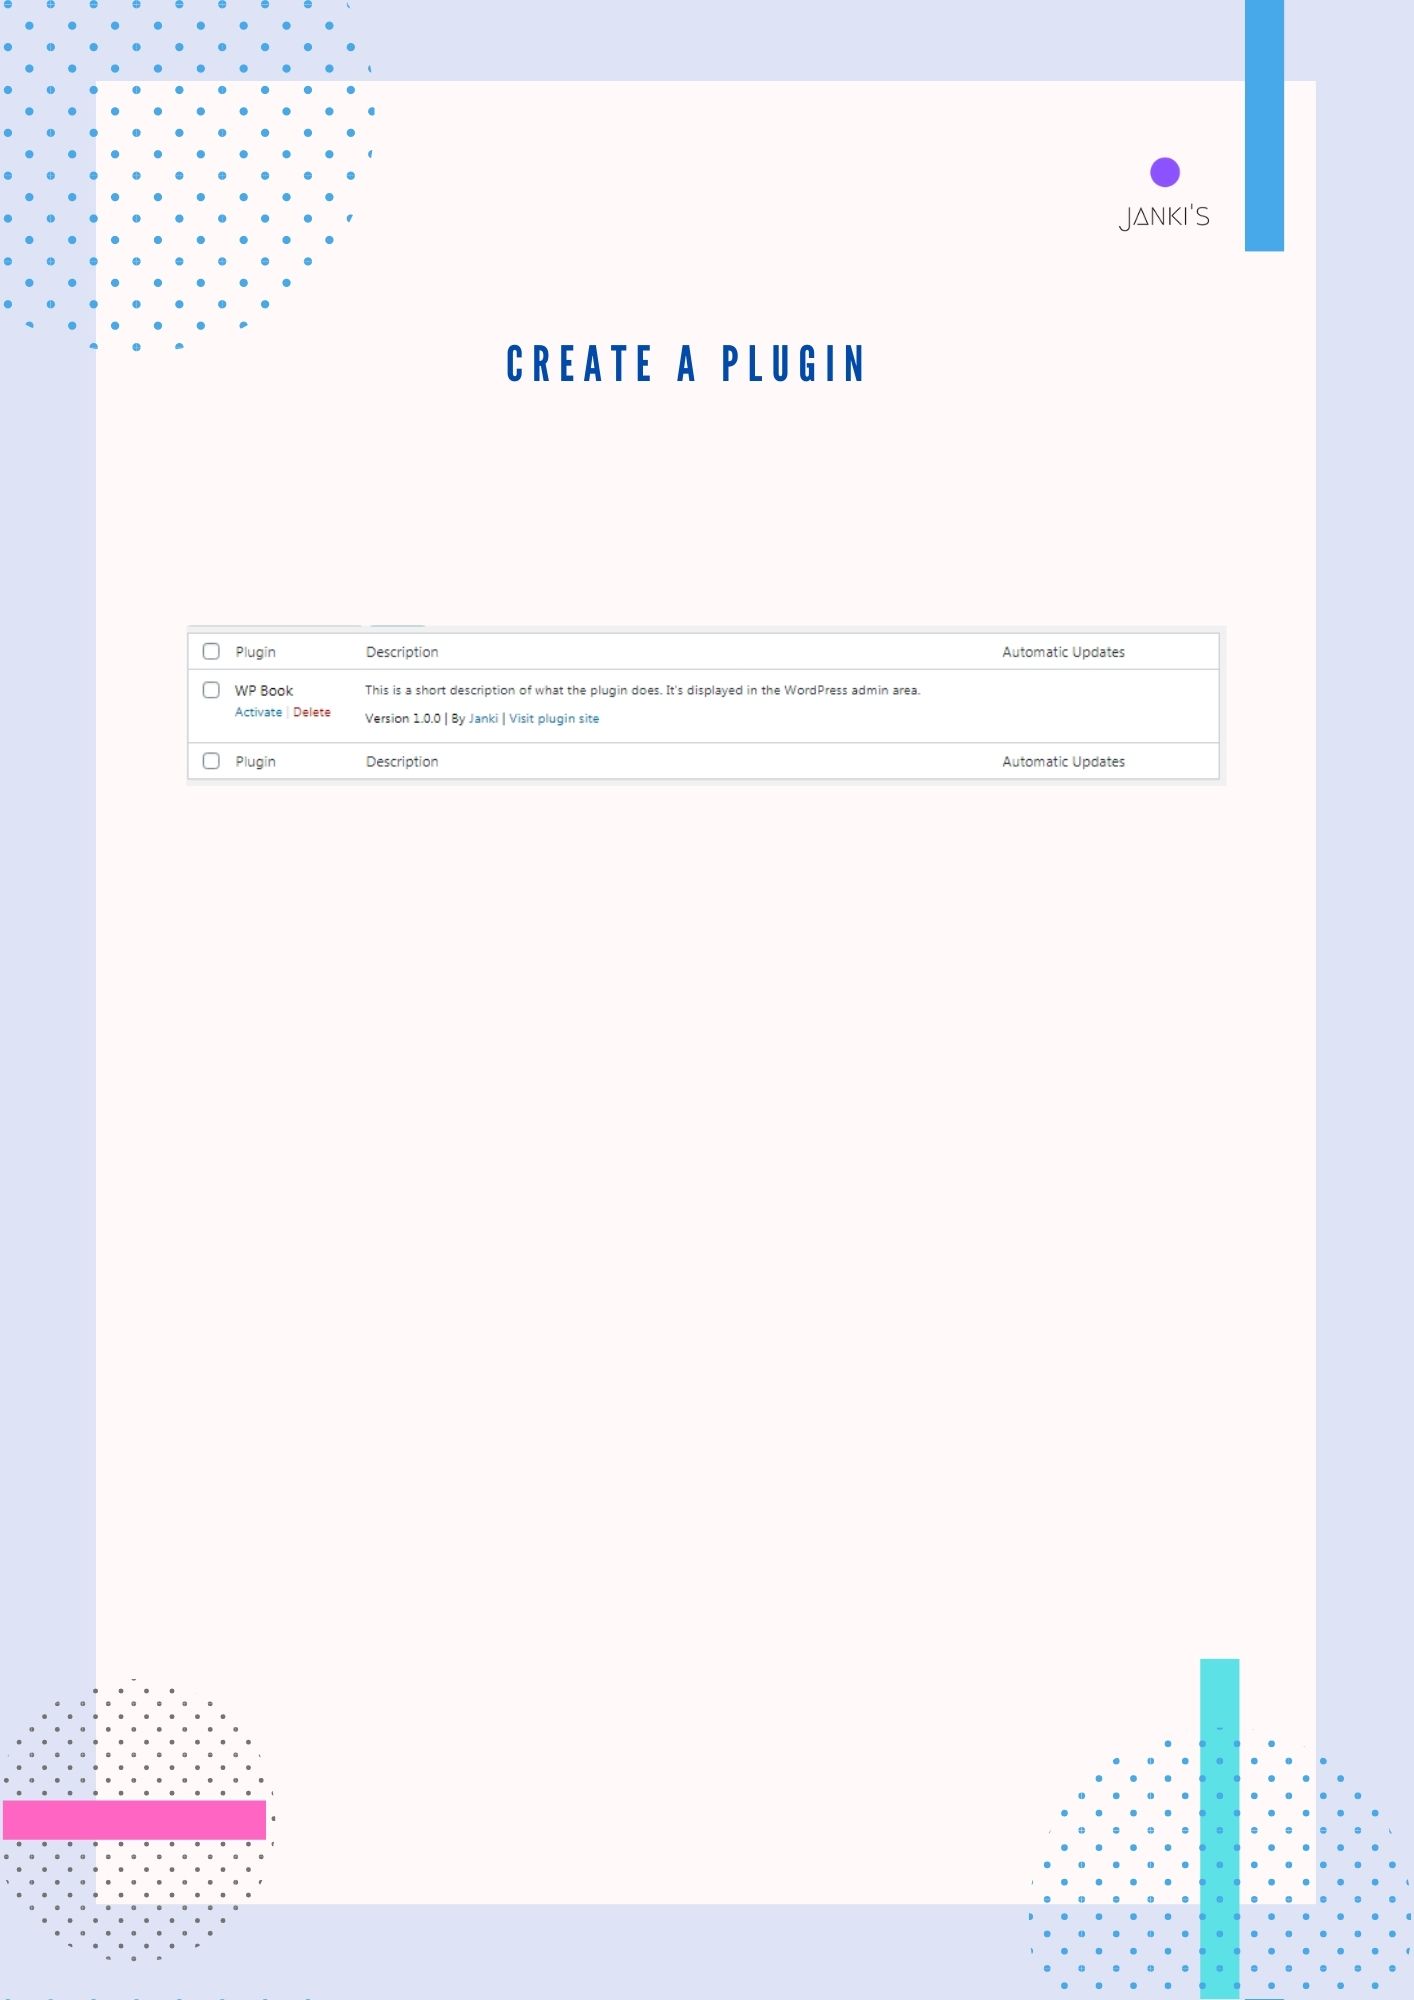 JANKI'S
CREATE A PLUGIN
Plugin Description Automatic Updates
WP Book This is a short description of what the plugin does. It's displayed in the WordPress admin area.
Activate | Delete Version 1.0.0 | By Janki | Visit plugin site
Plugin Description Automatic Updates